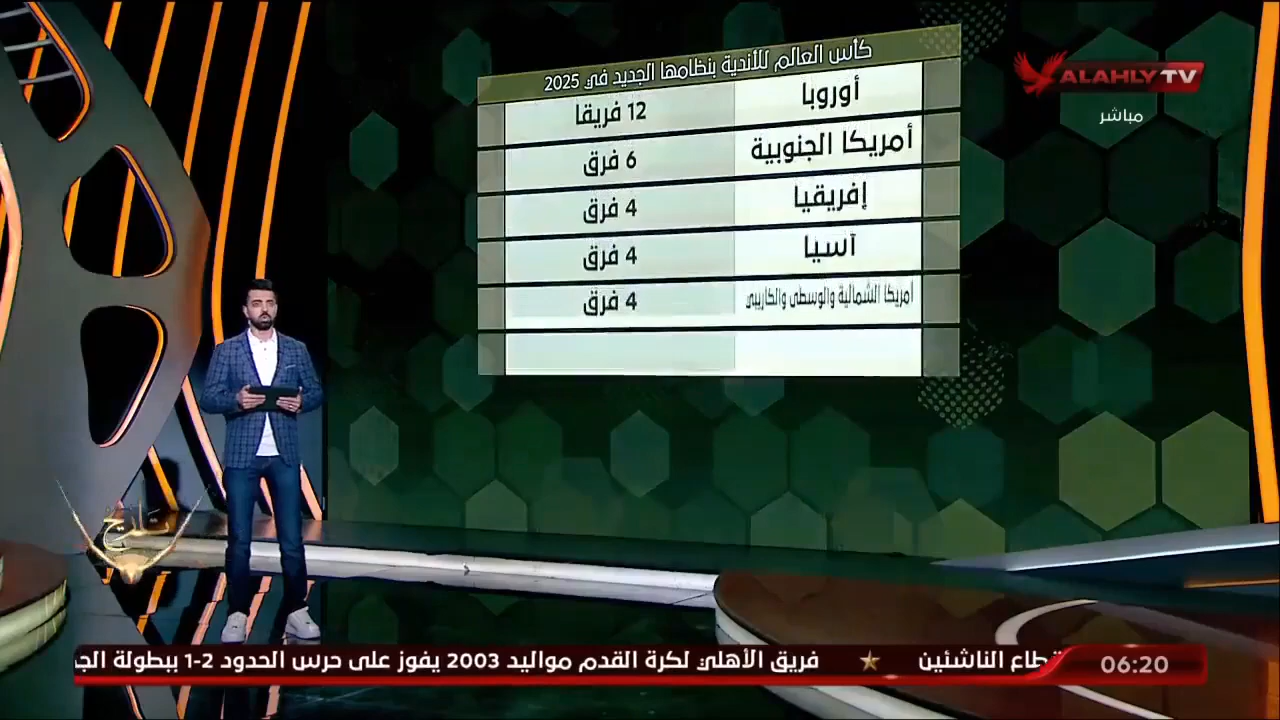 كأس العالم للأندية بنظامها الجديد في 2025
أوروبا 12 فريقا
أمريكا الجنوبية 6 فرق
إفريقيا 4 فرق
آسيا 4 فرق
أمريكا الشمالية والوسطى والكاريبي 4 فرق
ALAHLY TV
مباشر
قطاع الناشئين ★ فريق الأهلي لكرة القدم مواليد 2003 يفوز على حرس الحدود 2-1 ببطولة
06:20